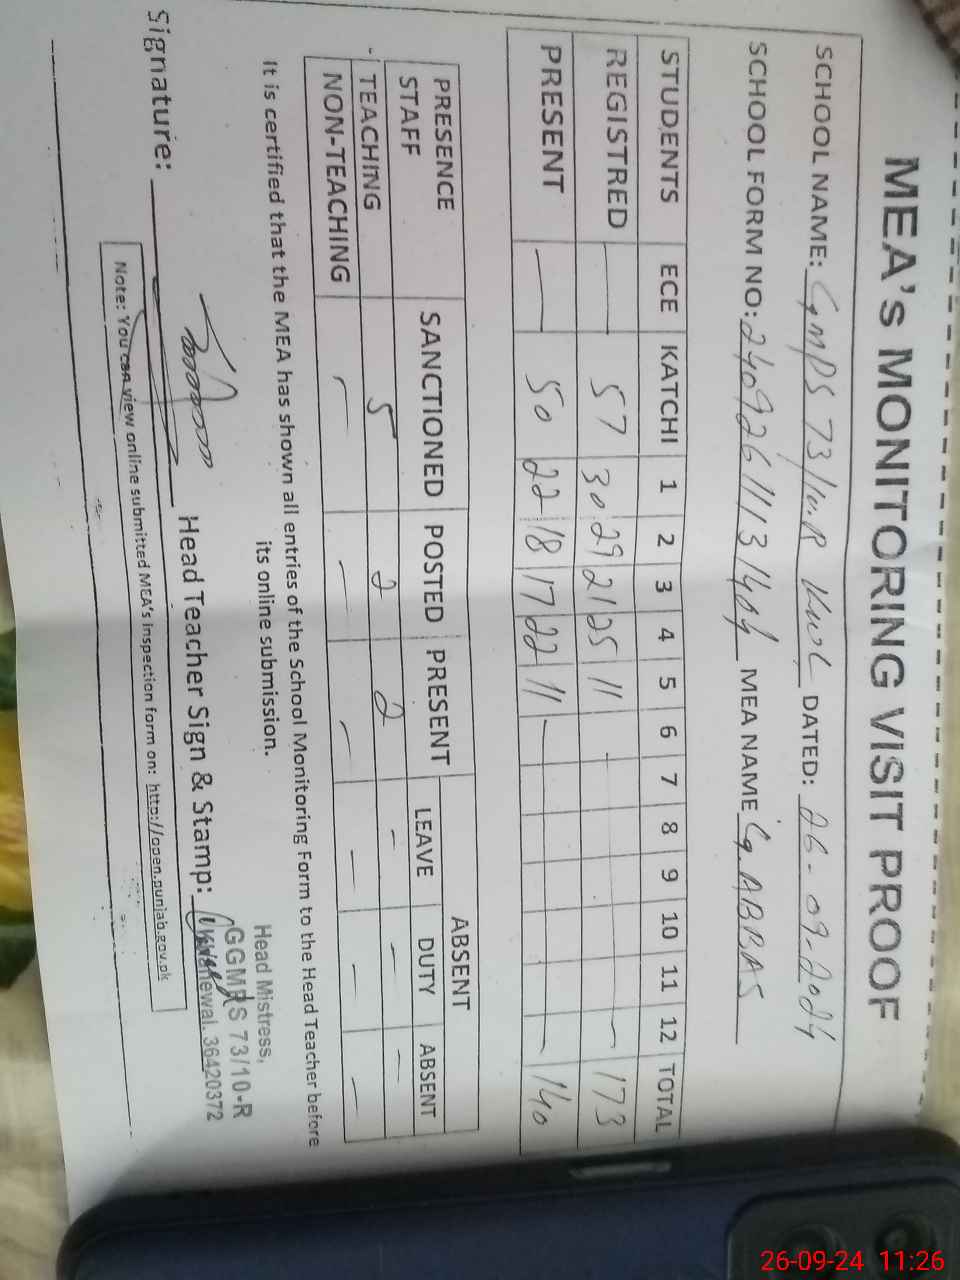 MEA's MONITORING VISIT PROOF
SCHOOL NAME: GMPS 73/10.R KWL DATED: 26-09-2024
SCHOOL FORM NO: MEA NAME G. ABBAS
STUDENTS ECE KATCHI 1 2 3 4 5 6 7 8 9 10 11 12 TOTAL
REGISTRED — 57 30 29 21 25 11 — 173
PRESENT — 50 22 18 17 22 11 — 140
PRESENCE STAFF SANCTIONED POSTED PRESENT ABSENT
LEAVE DUTY ABSENT
TEACHING 5 2 2 — — —
NON-TEACHING — — — — — —
It is certified that the MEA has shown all entries of the School Monitoring Form to the Head Teacher before
its online submission.
Signature: Head Teacher Sign & Stamp:
Head Mistress,
GGMPS 73/10-R
Khanewal. 36420372
Note: You can view online submitted MEA's inspection form on: http://open.punjab.gov.pk
26-09-24 11:26